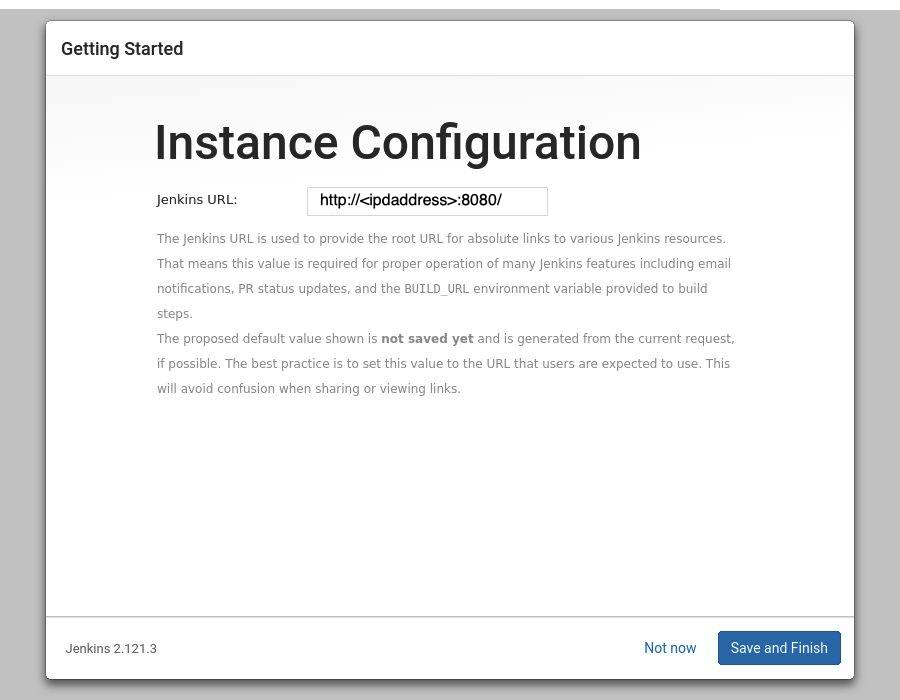 Getting Started
Instance Configuration
Jenkins URL: http://<ipdaddress>:8080/
The Jenkins URL is used to provide the root URL for absolute links to various Jenkins resources.
That means this value is required for proper operation of many Jenkins features including email
notifications, PR status updates, and the BUILD_URL environment variable provided to build
steps.
The proposed default value shown is not saved yet and is generated from the current request,
if possible. The best practice is to set this value to the URL that users are expected to use. This
will avoid confusion when sharing or viewing links.
Jenkins 2.121.3 Not now Save and Finish